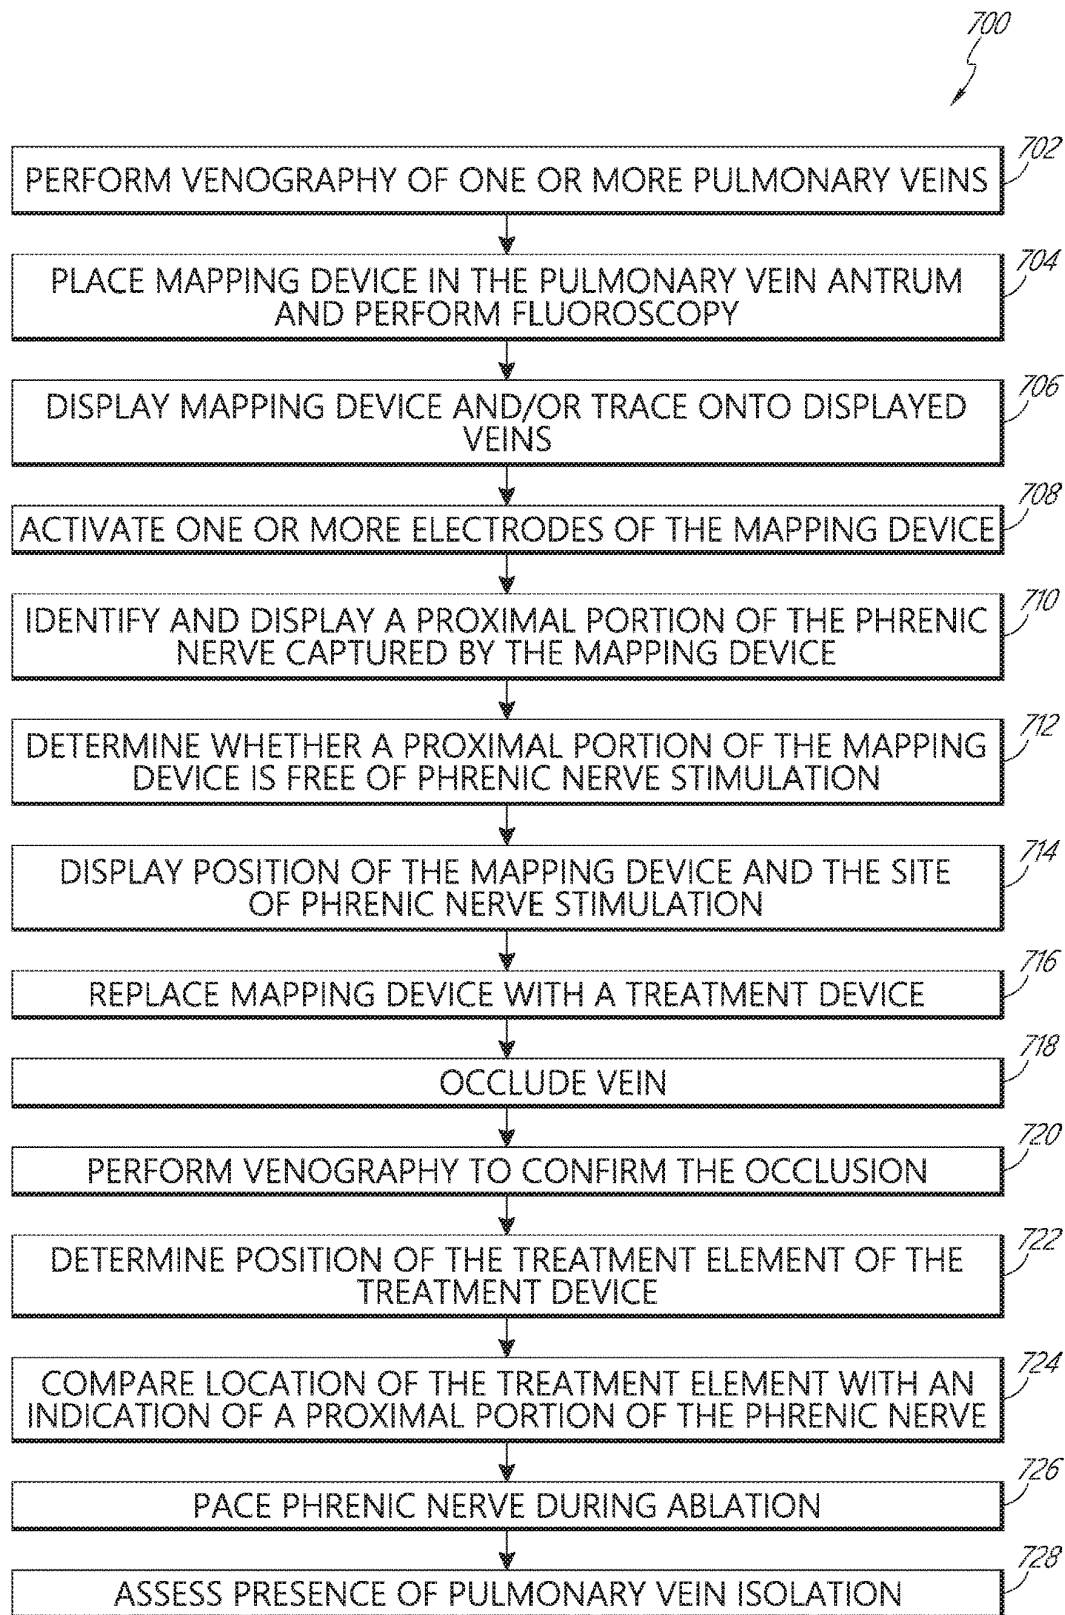 700
702
PERFORM VENOGRAPHY OF ONE OR MORE PULMONARY VEINS
704
PLACE MAPPING DEVICE IN THE PULMONARY VEIN ANTRUM
AND PERFORM FLUOROSCOPY
706
DISPLAY MAPPING DEVICE AND/OR TRACE ONTO DISPLAYED
VEINS
708
ACTIVATE ONE OR MORE ELECTRODES OF THE MAPPING DEVICE
710
IDENTIFY AND DISPLAY A PROXIMAL PORTION OF THE PHRENIC
NERVE CAPTURED BY THE MAPPING DEVICE
712
DETERMINE WHETHER A PROXIMAL PORTION OF THE MAPPING
DEVICE IS FREE OF PHRENIC NERVE STIMULATION
714
DISPLAY POSITION OF THE MAPPING DEVICE AND THE SITE
OF PHRENIC NERVE STIMULATION
716
REPLACE MAPPING DEVICE WITH A TREATMENT DEVICE
718
OCCLUDE VEIN
720
PERFORM VENOGRAPHY TO CONFIRM THE OCCLUSION
722
DETERMINE POSITION OF THE TREATMENT ELEMENT OF THE
TREATMENT DEVICE
724
COMPARE LOCATION OF THE TREATMENT ELEMENT WITH AN
INDICATION OF A PROXIMAL PORTION OF THE PHRENIC NERVE
726
PACE PHRENIC NERVE DURING ABLATION
728
ASSESS PRESENCE OF PULMONARY VEIN ISOLATION